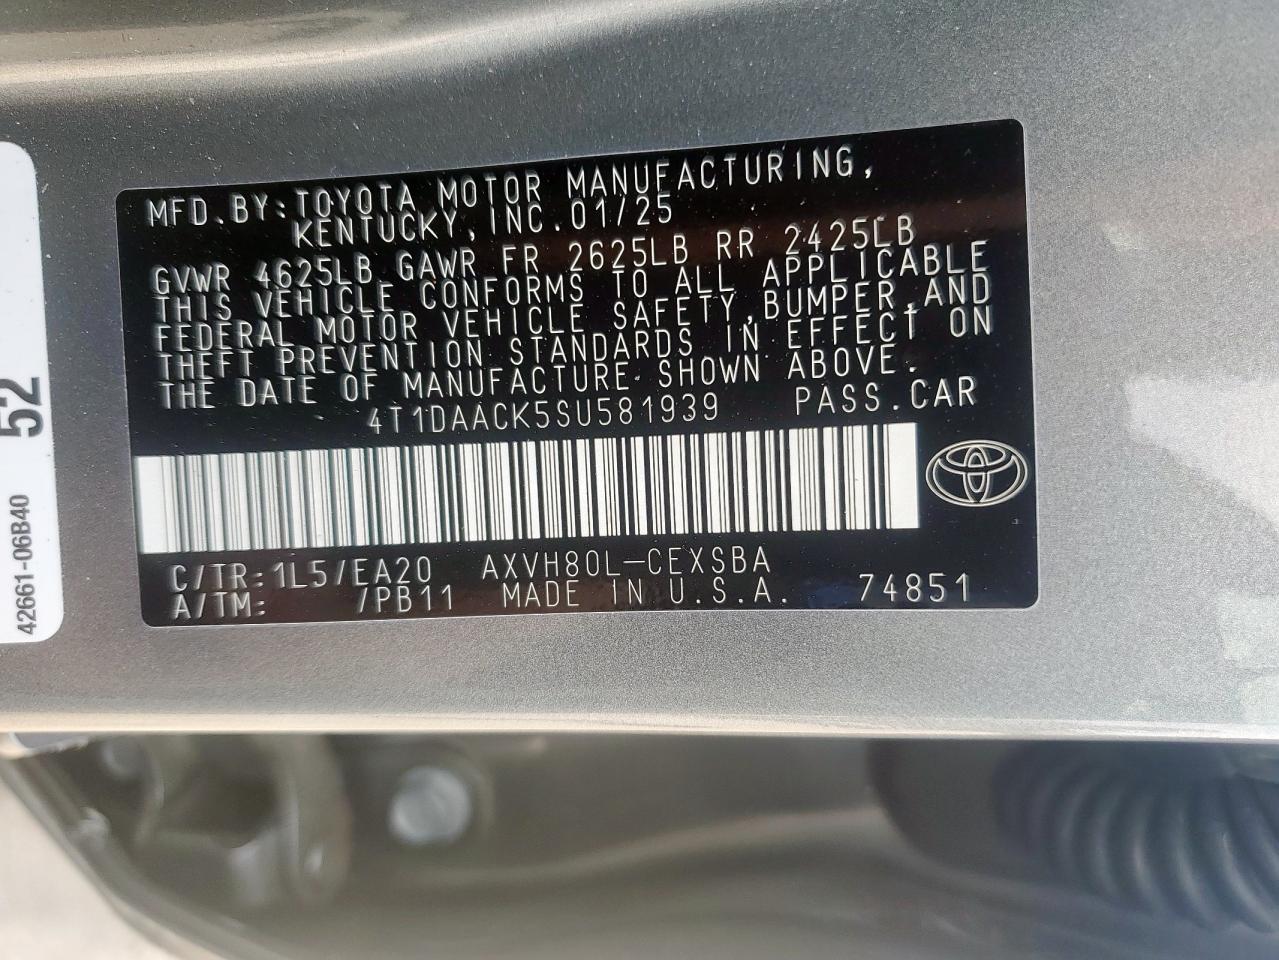 MFD.BY:TOYOTA MOTOR MANUFACTURING,
KENTUCKY, INC. 01/25
GVWR 4625LB GAWR FR 2625LB RR 2425LB
THIS VEHICLE CONFORMS TO ALL APPLICABLE
FEDERAL MOTOR VEHICLE SAFETY,BUMPER,AND
THEFT PREVENTION STANDARDS IN EFFECT ON
THE DATE OF MANUFACTURE SHOWN ABOVE.
4T1DAACK5SU581939 PASS.CAR
C/TR:1L5/EA20 AXVH80L-CEXSBA
A/TM: /PB11 MADE IN U.S.A. 74851
52
42661-06B40